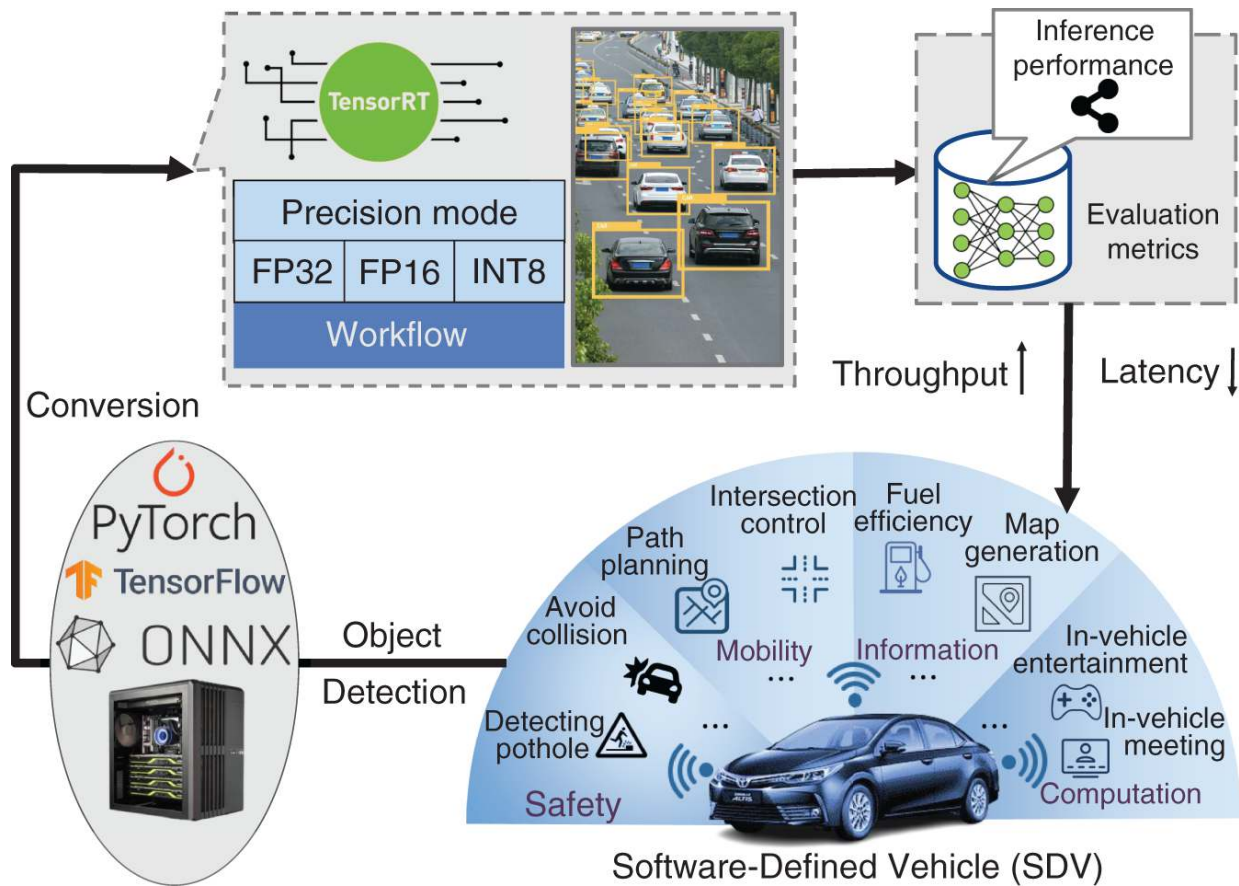 TensorRT
Precision mode
FP32 FP16 INT8
Workflow
Inference
performance
Evaluation
metrics
Throughput
Latency
Conversion
PyTorch
TensorFlow
ONNX
Object
Detection
Intersection
control
Fuel
efficiency
Path
planning
Map
generation
Avoid
collision
Mobility
...
Information
...
In-vehicle
entertainment
Detecting
pothole
...
...
In-vehicle
meeting
Safety
Computation
ALTIS
Software-Defined Vehicle (SDV)